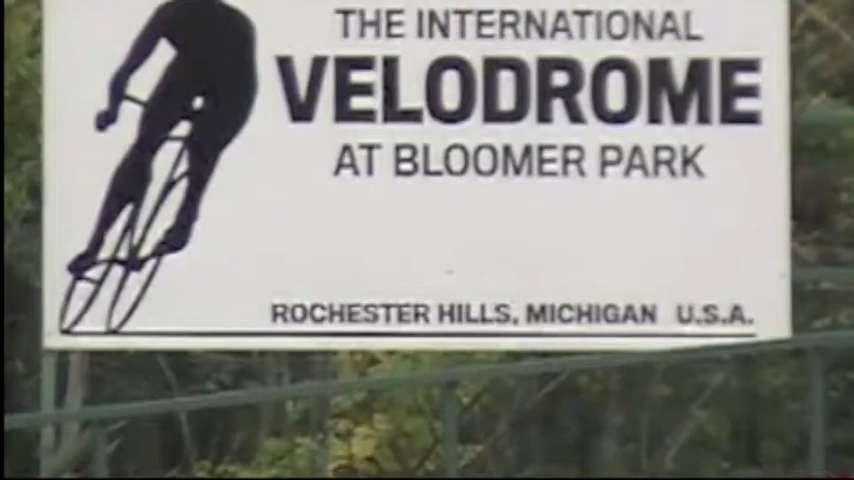 THE INTERNATIONAL
VELODROME
AT BLOOMER PARK
ROCHESTER HILLS, MICHIGAN U.S.A.